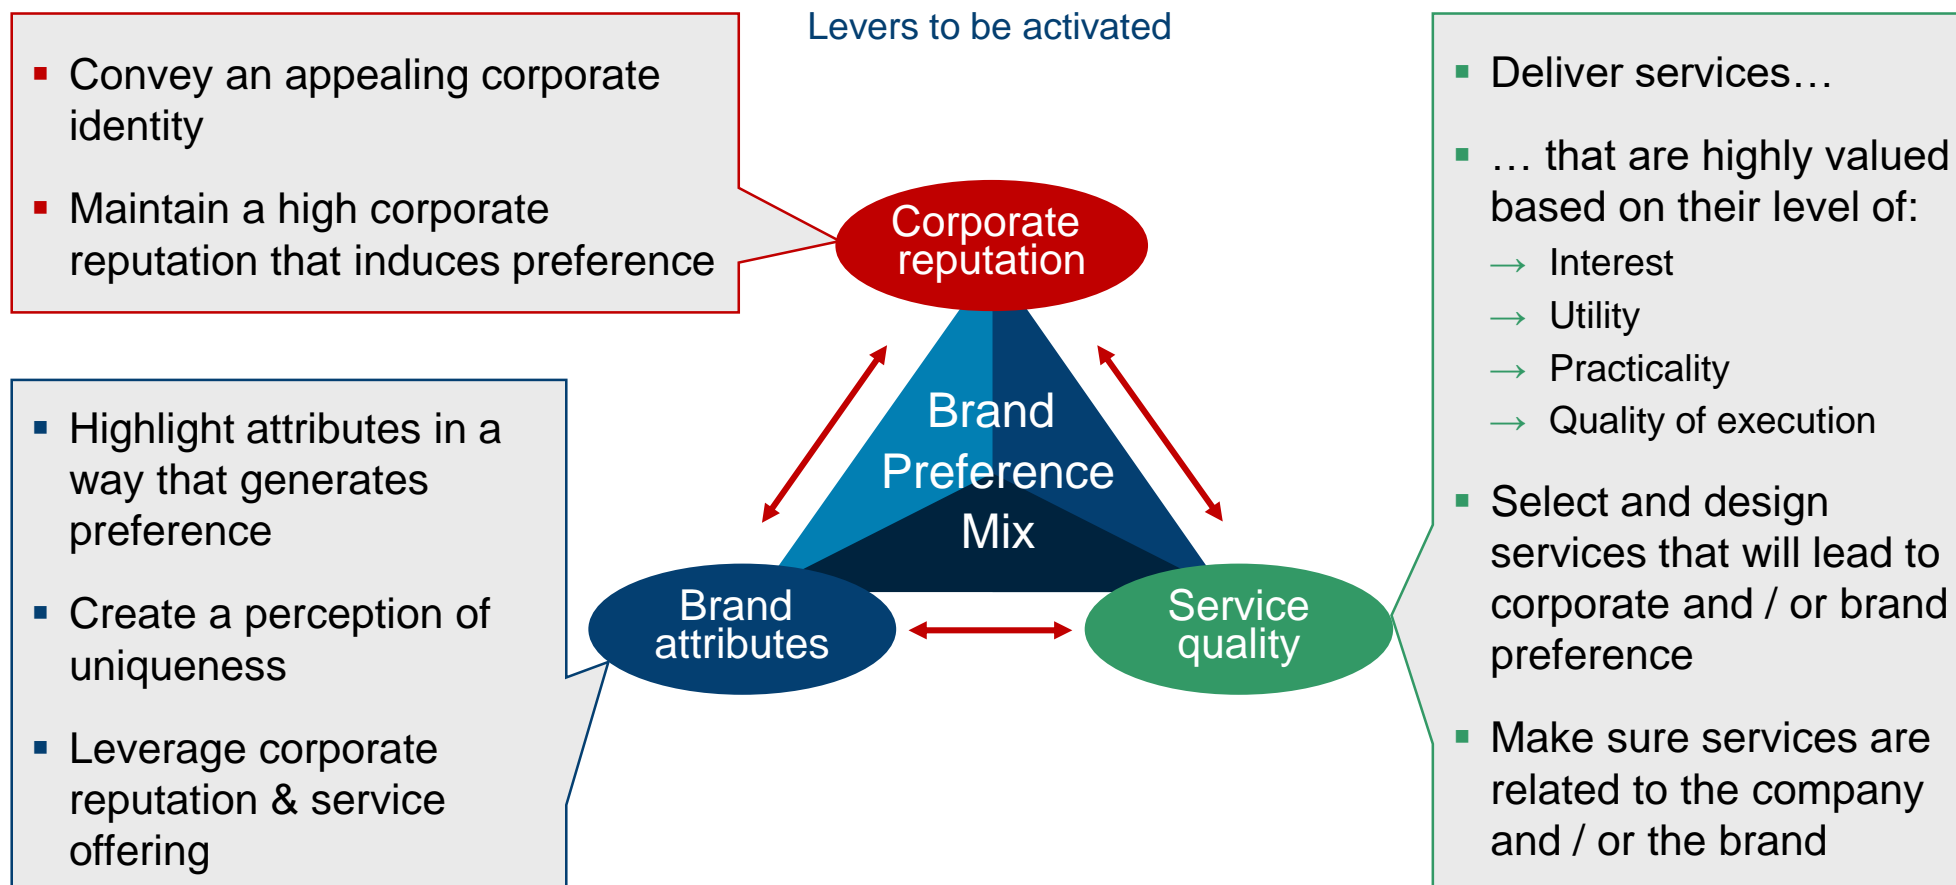 Levers to be activated
▪ Convey an appealing corporate
identity
▪ Maintain a high corporate
reputation that induces preference
▪ Highlight attributes in a
way that generates
preference
▪ Create a perception of
uniqueness
▪ Leverage corporate
reputation & service
offering
Corporate
reputation
Brand
Preference
Mix
Brand
attributes
Service
quality
▪ Deliver services…
▪ … that are highly valued
based on their level of:
→ Interest
→ Utility
→ Practicality
→ Quality of execution
▪ Select and design
services that will lead to
corporate and / or brand
preference
▪ Make sure services are
related to the company
and / or the brand